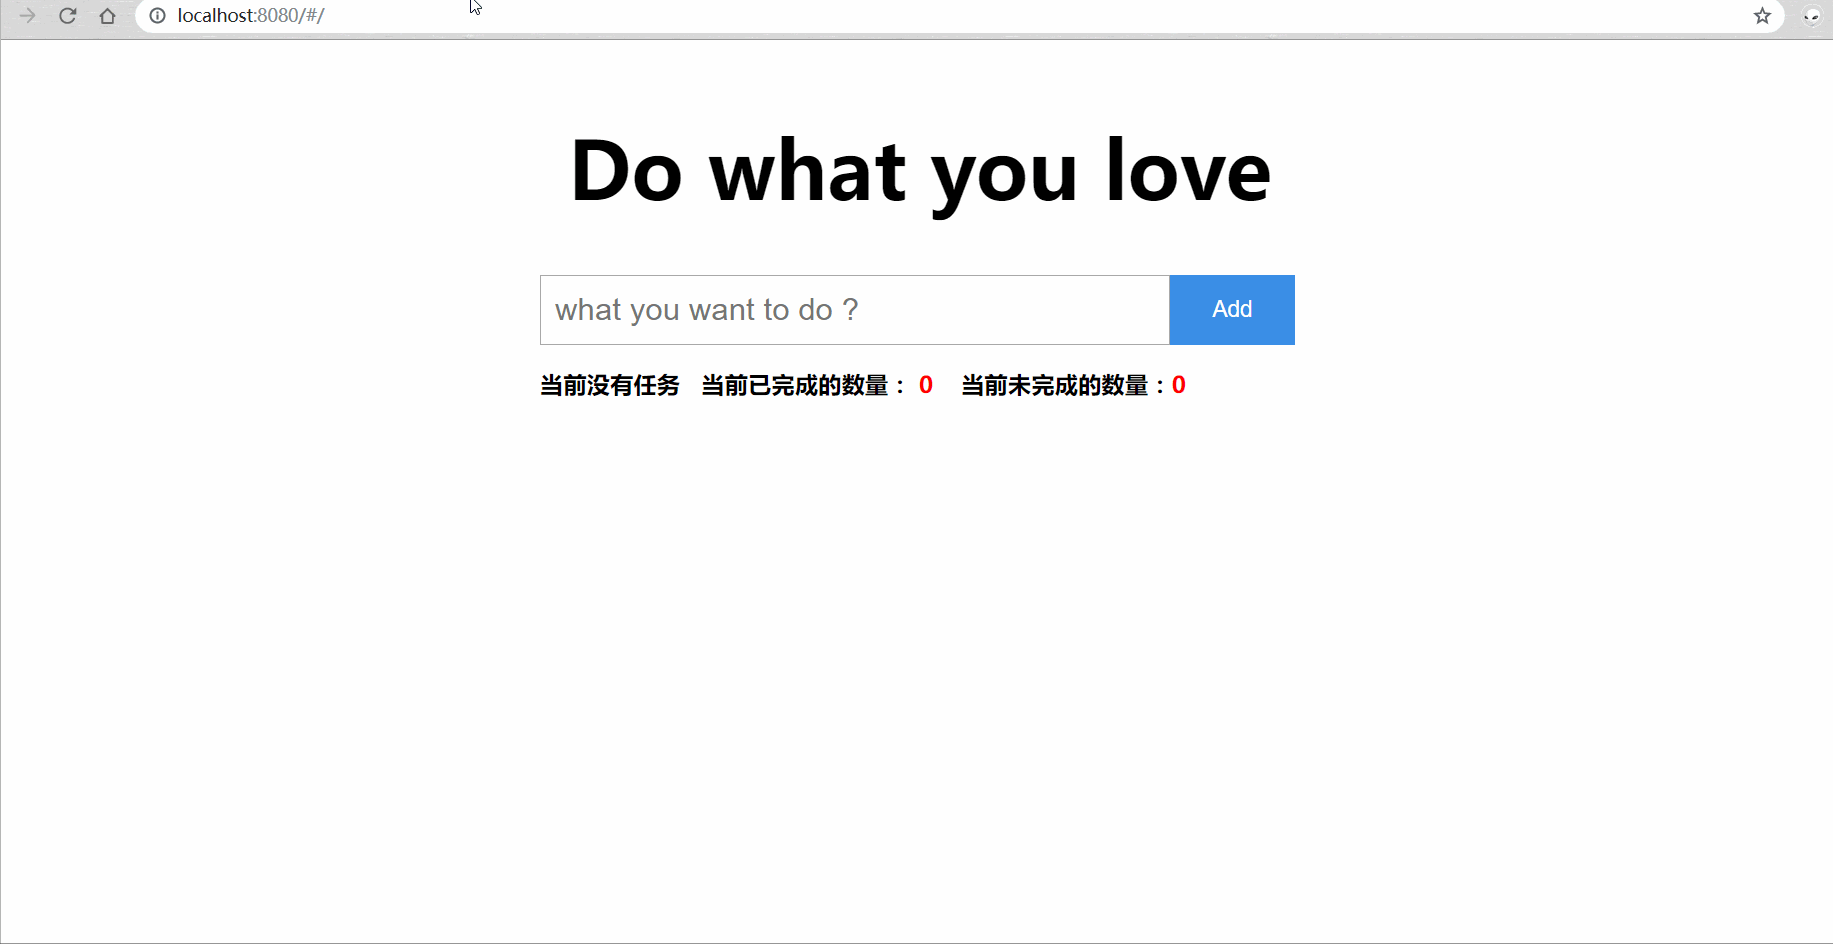 localhost:8080/#/
Do what you love
what you want to do ?
Add
当前没有任务 当前已完成的数量： 0 当前未完成的数量：0